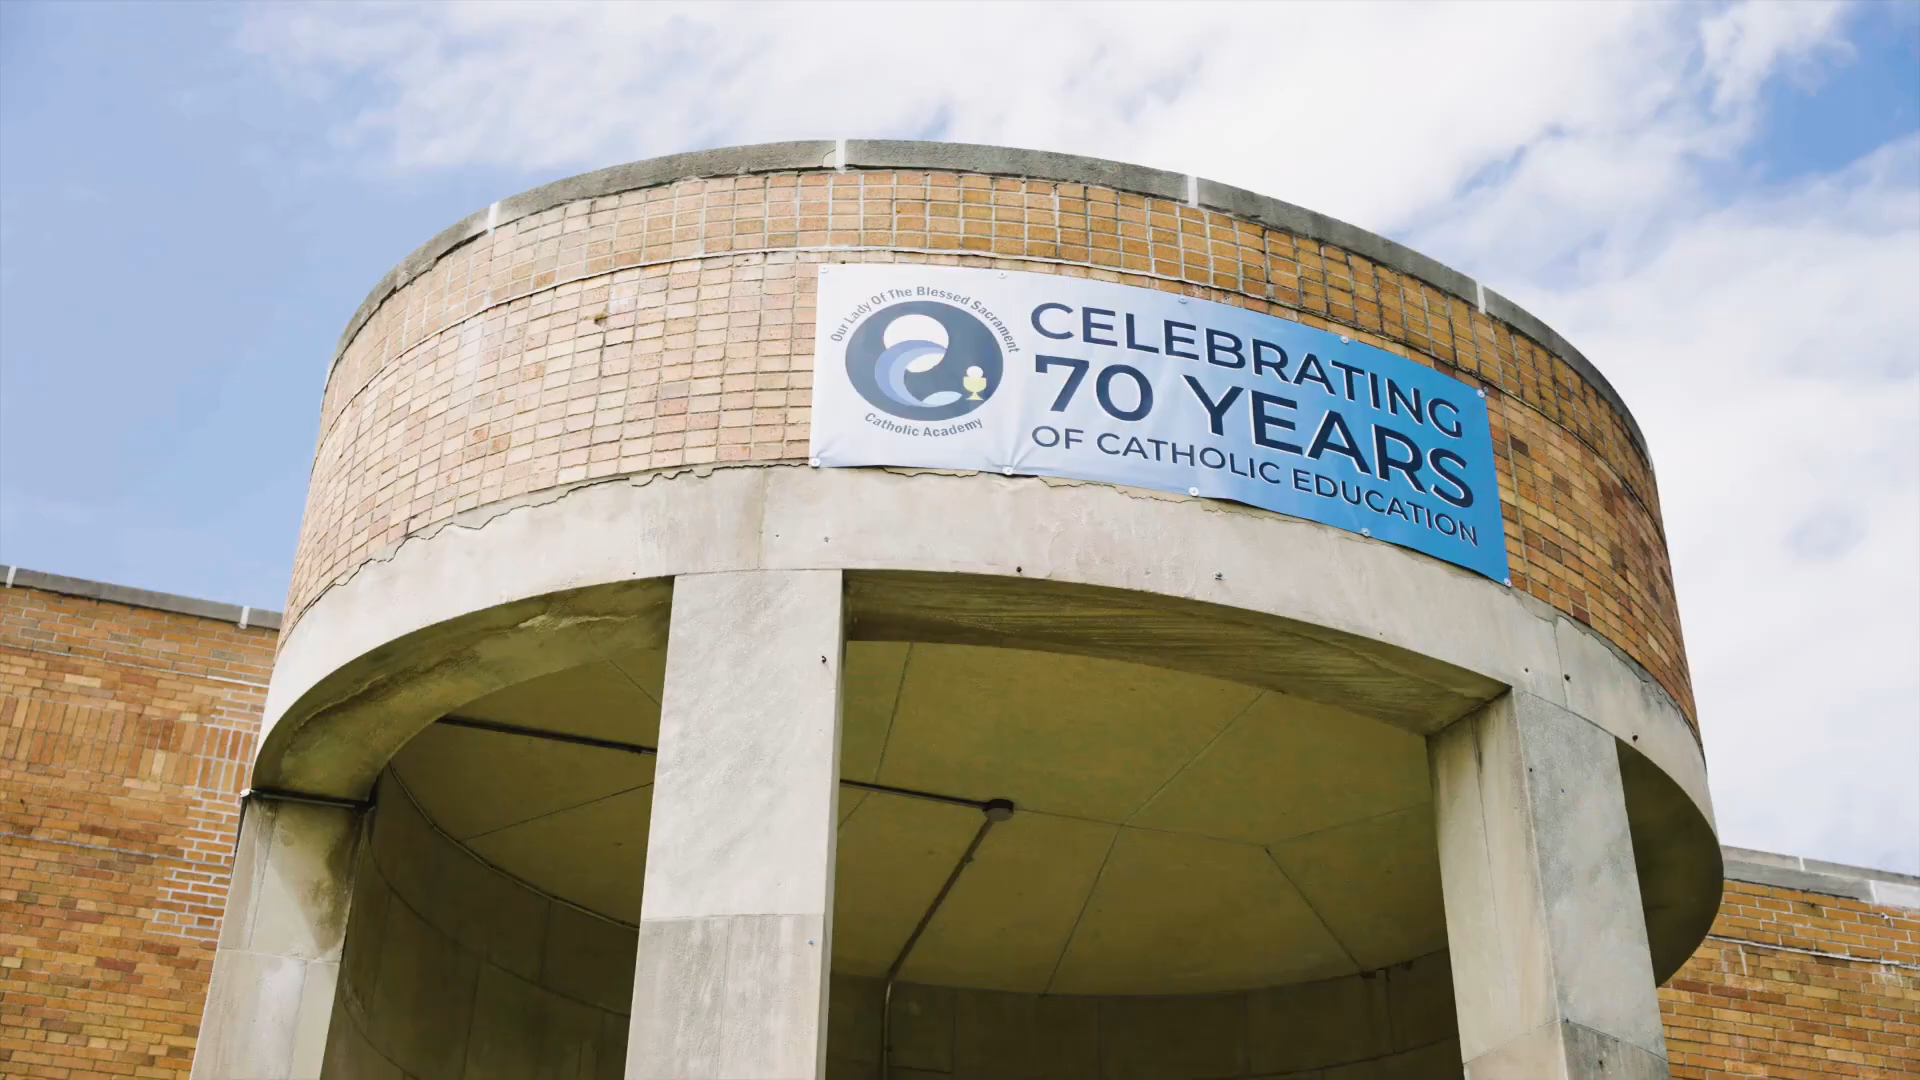 Our Lady Of The Blessed Sacrament
Catholic Academy
CELEBRATING
70 YEARS
OF CATHOLIC EDUCATION